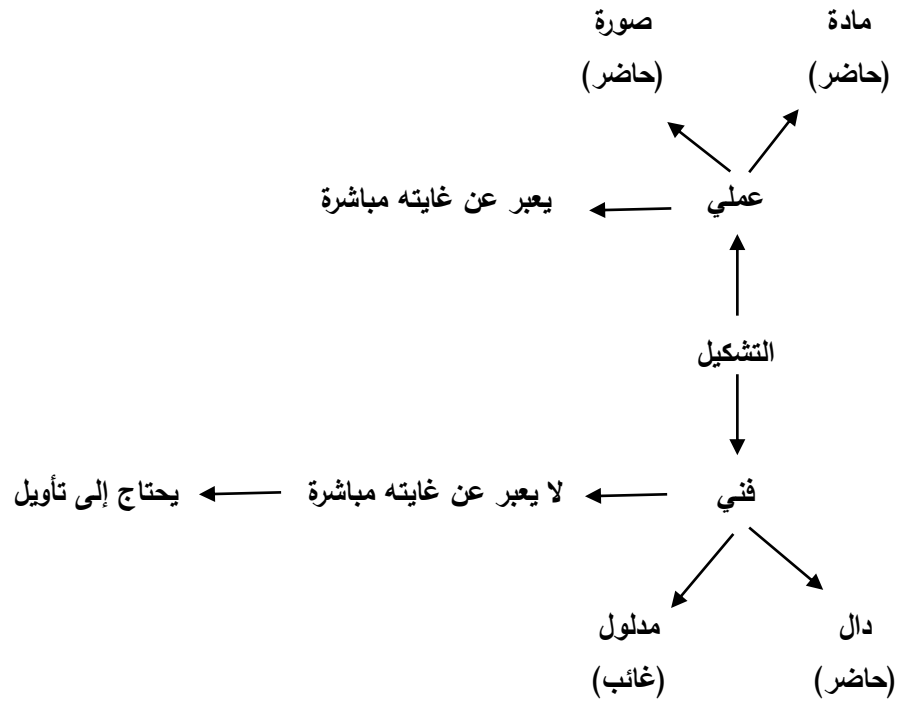 مادة
صورة
(حاضر)
(حاضر)
عملي
يعبر عن غايته مباشرة
التشكيل
فني
لا يعبر عن غايته مباشرة
يحتاج إلى تأويل
دال
مدلول
(حاضر)
(غائب)